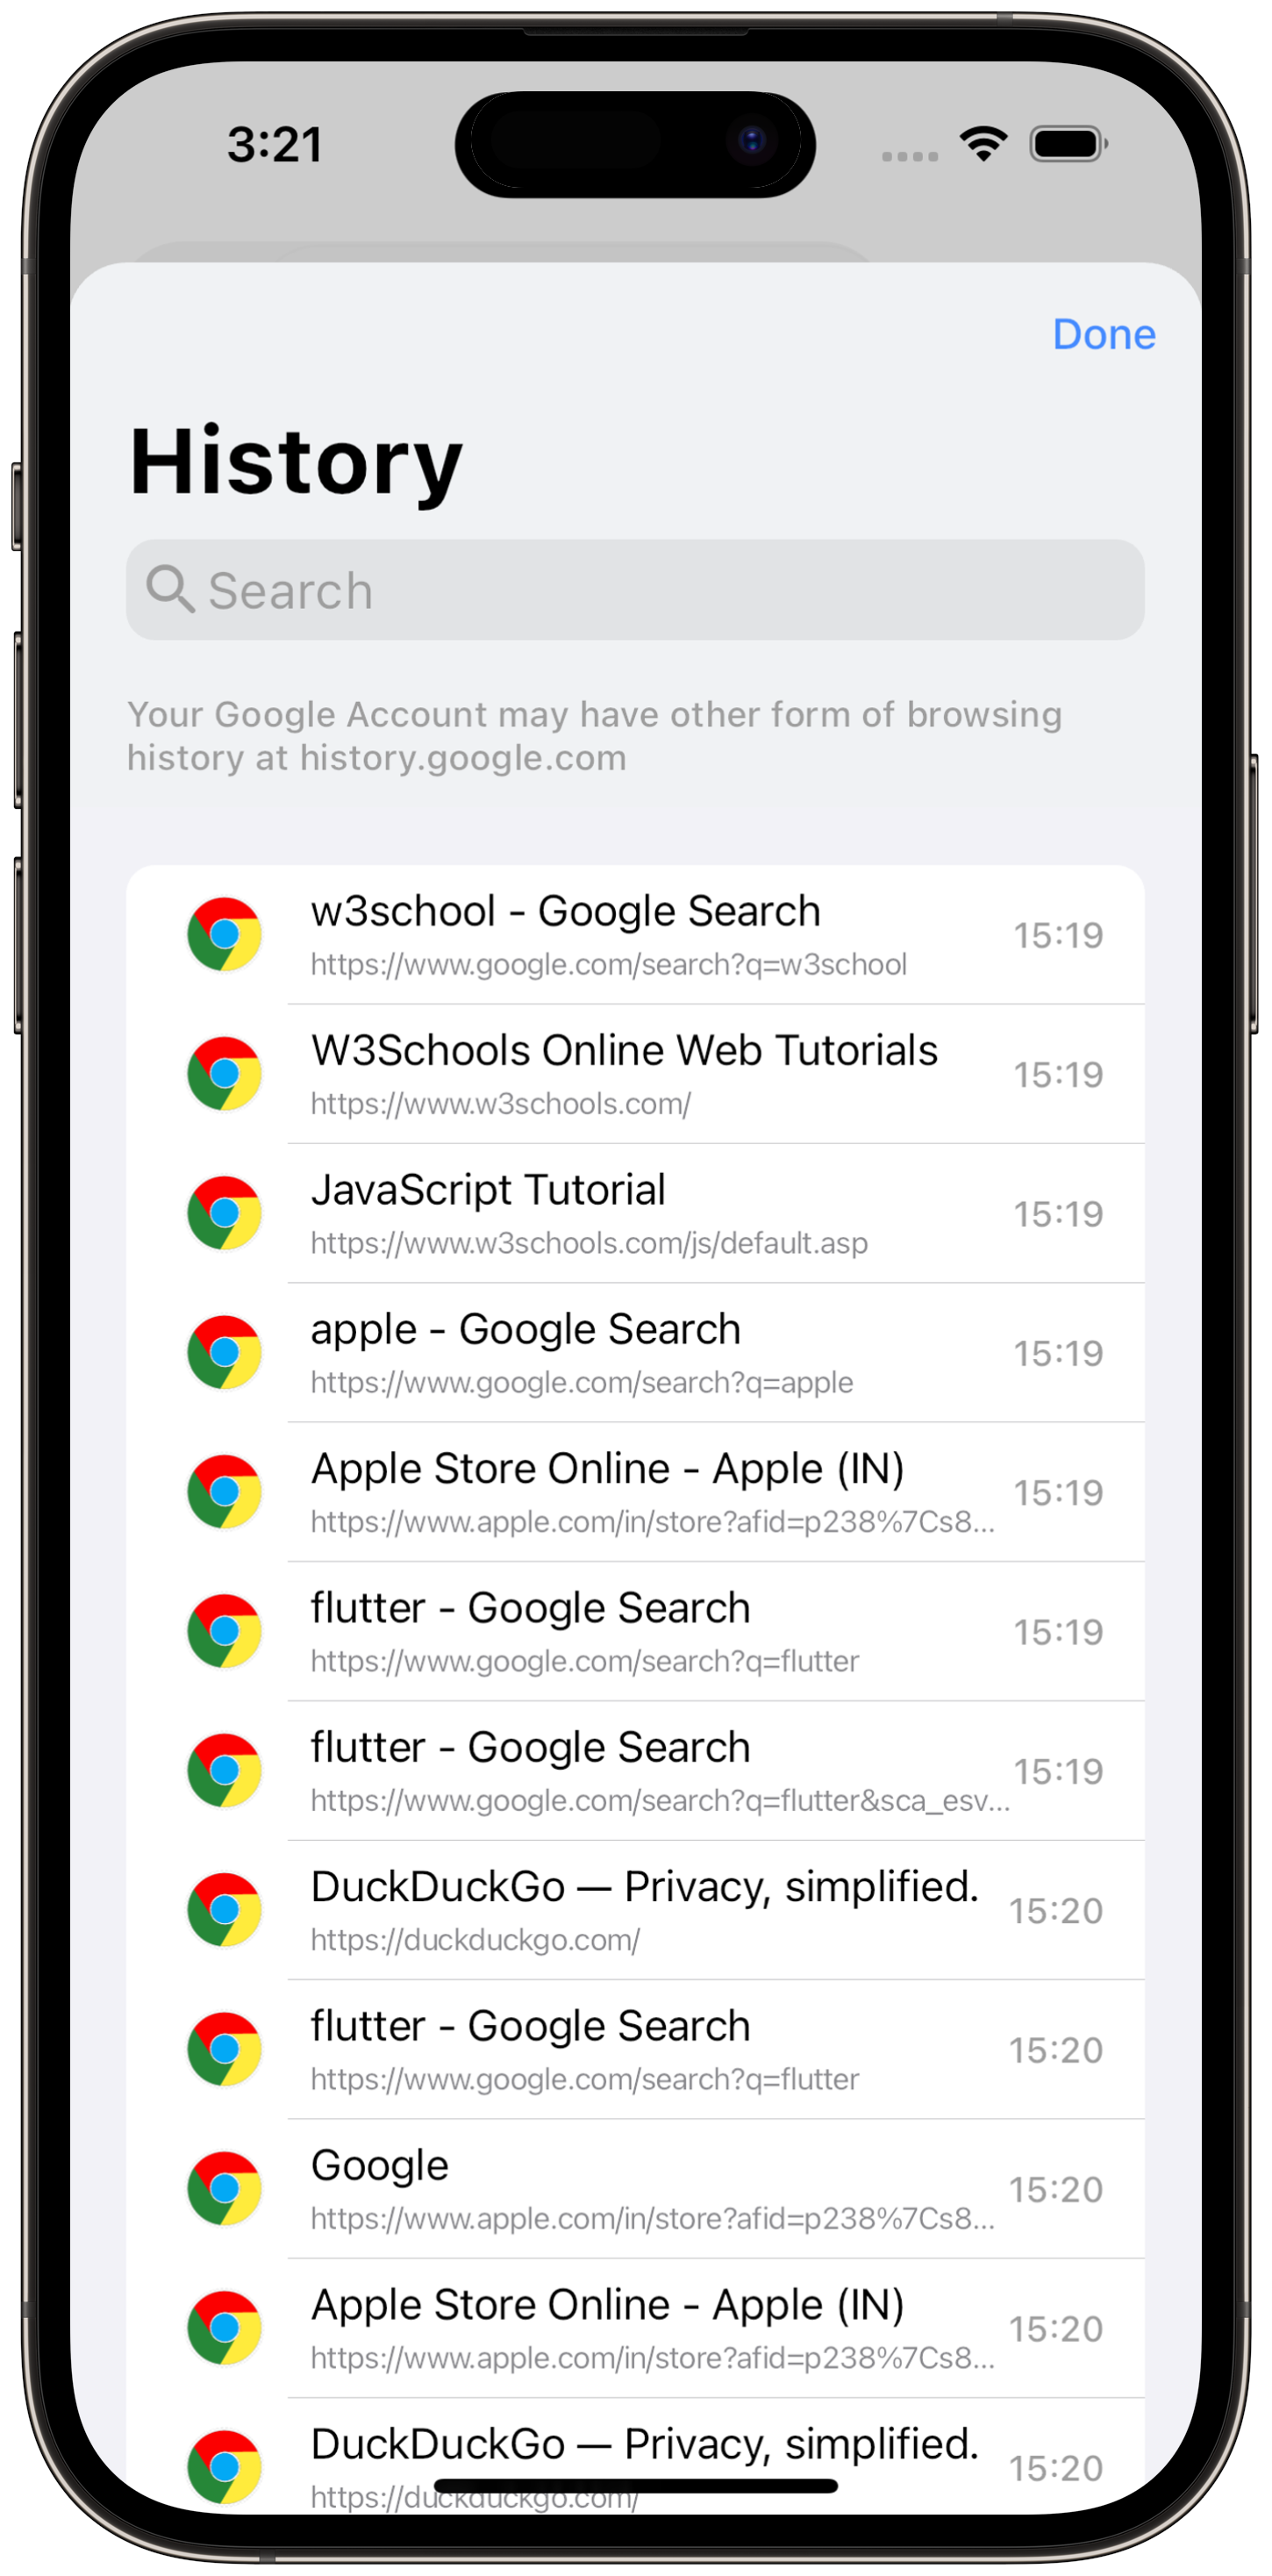 3:21
Done
History
Search
Your Google Account may have other form of browsing
history at history.google.com
w3school - Google Search
15:19
https://www.google.com/search?q=w3school
W3Schools Online Web Tutorials
15:19
https://www.w3schools.com/
JavaScript Tutorial
15:19
https://www.w3schools.com/js/default.asp
apple - Google Search
15:19
https://www.google.com/search?q=apple
Apple Store Online - Apple (IN)
15:19
https://www.apple.com/in/store?afid=p238%7Cs8...
flutter - Google Search
15:19
https://www.google.com/search?q=flutter
flutter - Google Search
15:19
https://www.google.com/search?q=flutter&sca_esv...
DuckDuckGo — Privacy, simplified.
15:20
https://duckduckgo.com/
flutter - Google Search
15:20
https://www.google.com/search?q=flutter
Google
15:20
https://www.apple.com/in/store?afid=p238%7Cs8...
Apple Store Online - Apple (IN)
15:20
https://www.apple.com/in/store?afid=p238%7Cs8...
DuckDuckGo — Privacy, simplified.
15:20
https://duckduckgo.com/